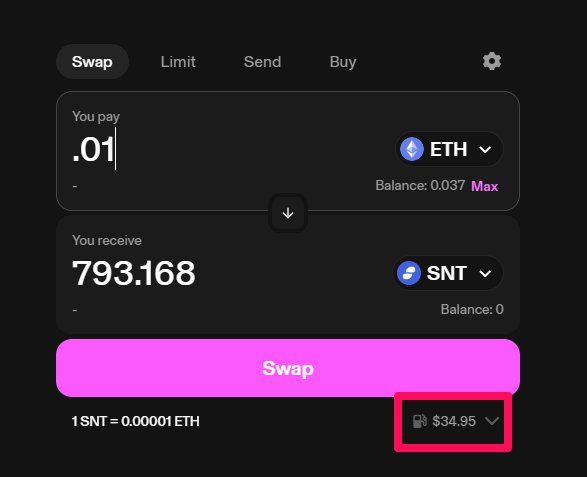 Swap Limit Send Buy
You pay
.01
ETH
-
Balance: 0.037 Max
You receive
793.168
SNT
-
Balance: 0
Swap
1 SNT = 0.00001 ETH
$34.95